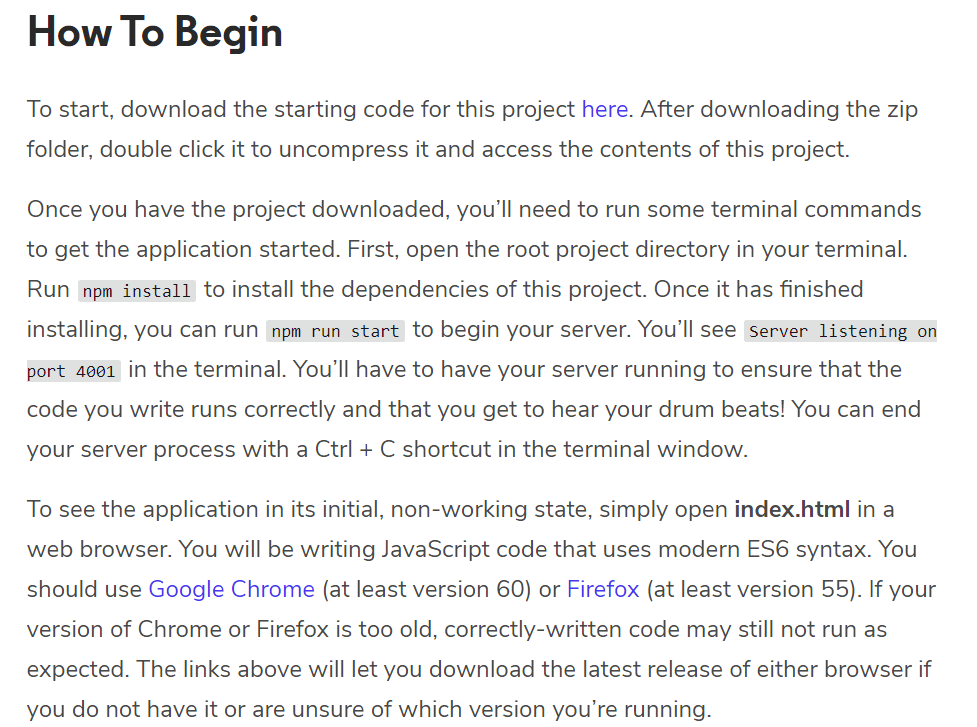 How To Begin
To start, download the starting code for this project here. After downloading the zip
folder, double click it to uncompress it and access the contents of this project.
Once you have the project downloaded, you’ll need to run some terminal commands
to get the application started. First, open the root project directory in your terminal.
Run npm install to install the dependencies of this project. Once it has finished
installing, you can run npm run start to begin your server. You’ll see Server listening on
port 4001 in the terminal. You’ll have to have your server running to ensure that the
code you write runs correctly and that you get to hear your drum beats! You can end
your server process with a Ctrl + C shortcut in the terminal window.
To see the application in its initial, non-working state, simply open index.html in a
web browser. You will be writing JavaScript code that uses modern ES6 syntax. You
should use Google Chrome (at least version 60) or Firefox (at least version 55). If your
version of Chrome or Firefox is too old, correctly-written code may still not run as
expected. The links above will let you download the latest release of either browser if
you do not have it or are unsure of which version you’re running.